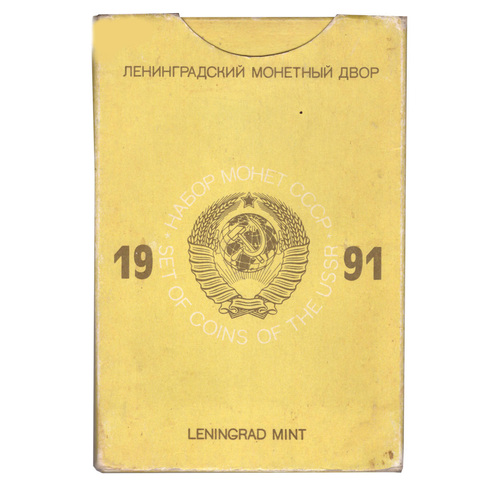 ЛЕНИНГРАДСКИЙ МОНЕТНЫЙ ДВОР
· НАБОР МОНЕТ СССР ·
SET OF COINS OF THE USSR
19 91
LENINGRAD MINT